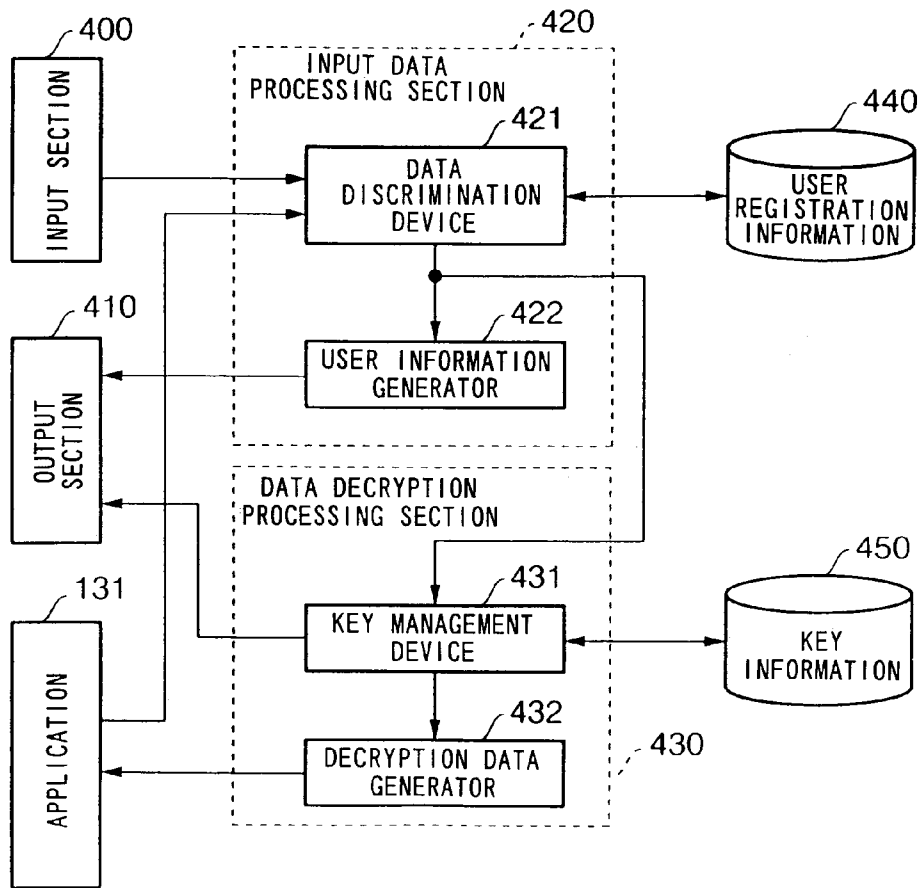 400
INPUT SECTION
420
INPUT DATA
PROCESSING SECTION
421
DATA
DISCRIMINATION
DEVICE
440
USER
REGISTRATION
INFORMATION
410
OUTPUT
SECTION
422
USER INFORMATION
GENERATOR
DATA DECRYPTION
PROCESSING SECTION
131
APPLICATION
431
KEY MANAGEMENT
DEVICE
450
KEY
INFORMATION
432
DECRYPTION DATA
GENERATOR
430